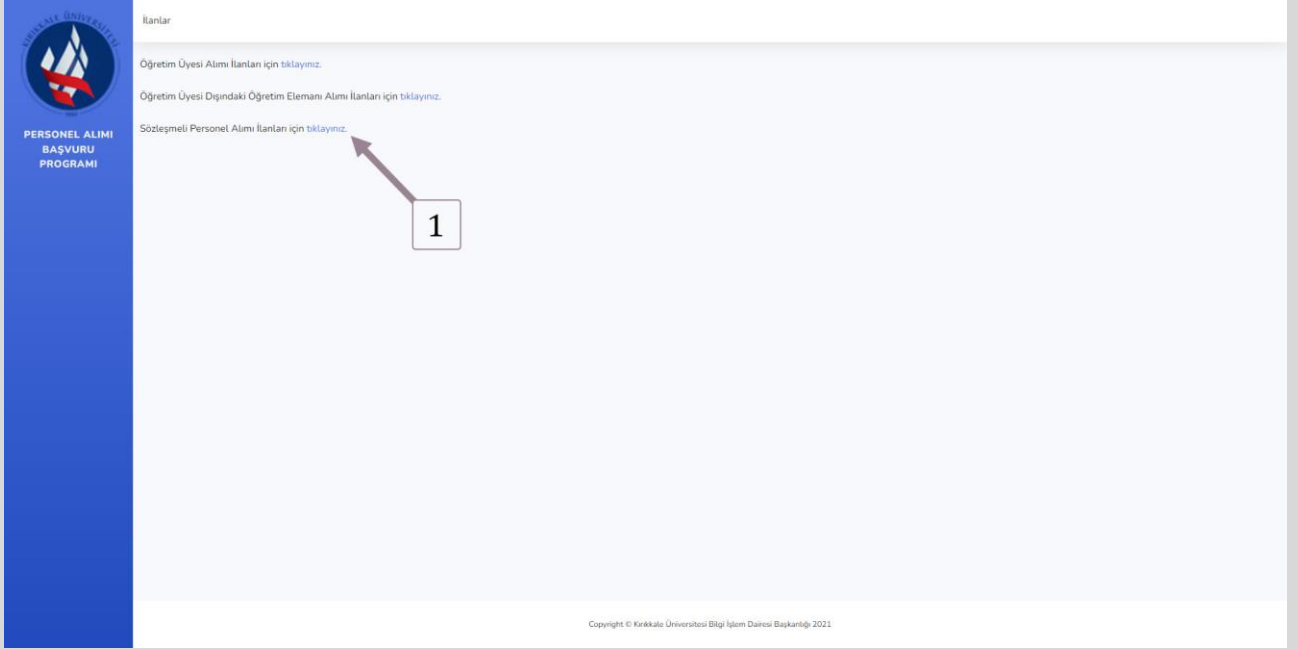 KIRIKKALE ÜNİVERSİTESİ
PERSONEL ALIMI
BAŞVURU
PROGRAMI
İlanlar
Öğretim Üyesi Alımı İlanları için tıklayınız.
Öğretim Üyesi Dışındaki Öğretim Elemanı Alımı İlanları için tıklayınız.
Sözleşmeli Personel Alımı İlanları için tıklayınız.
1
Copyright © Kırıkkale Üniversitesi Bilgi İşlem Dairesi Başkanlığı 2021